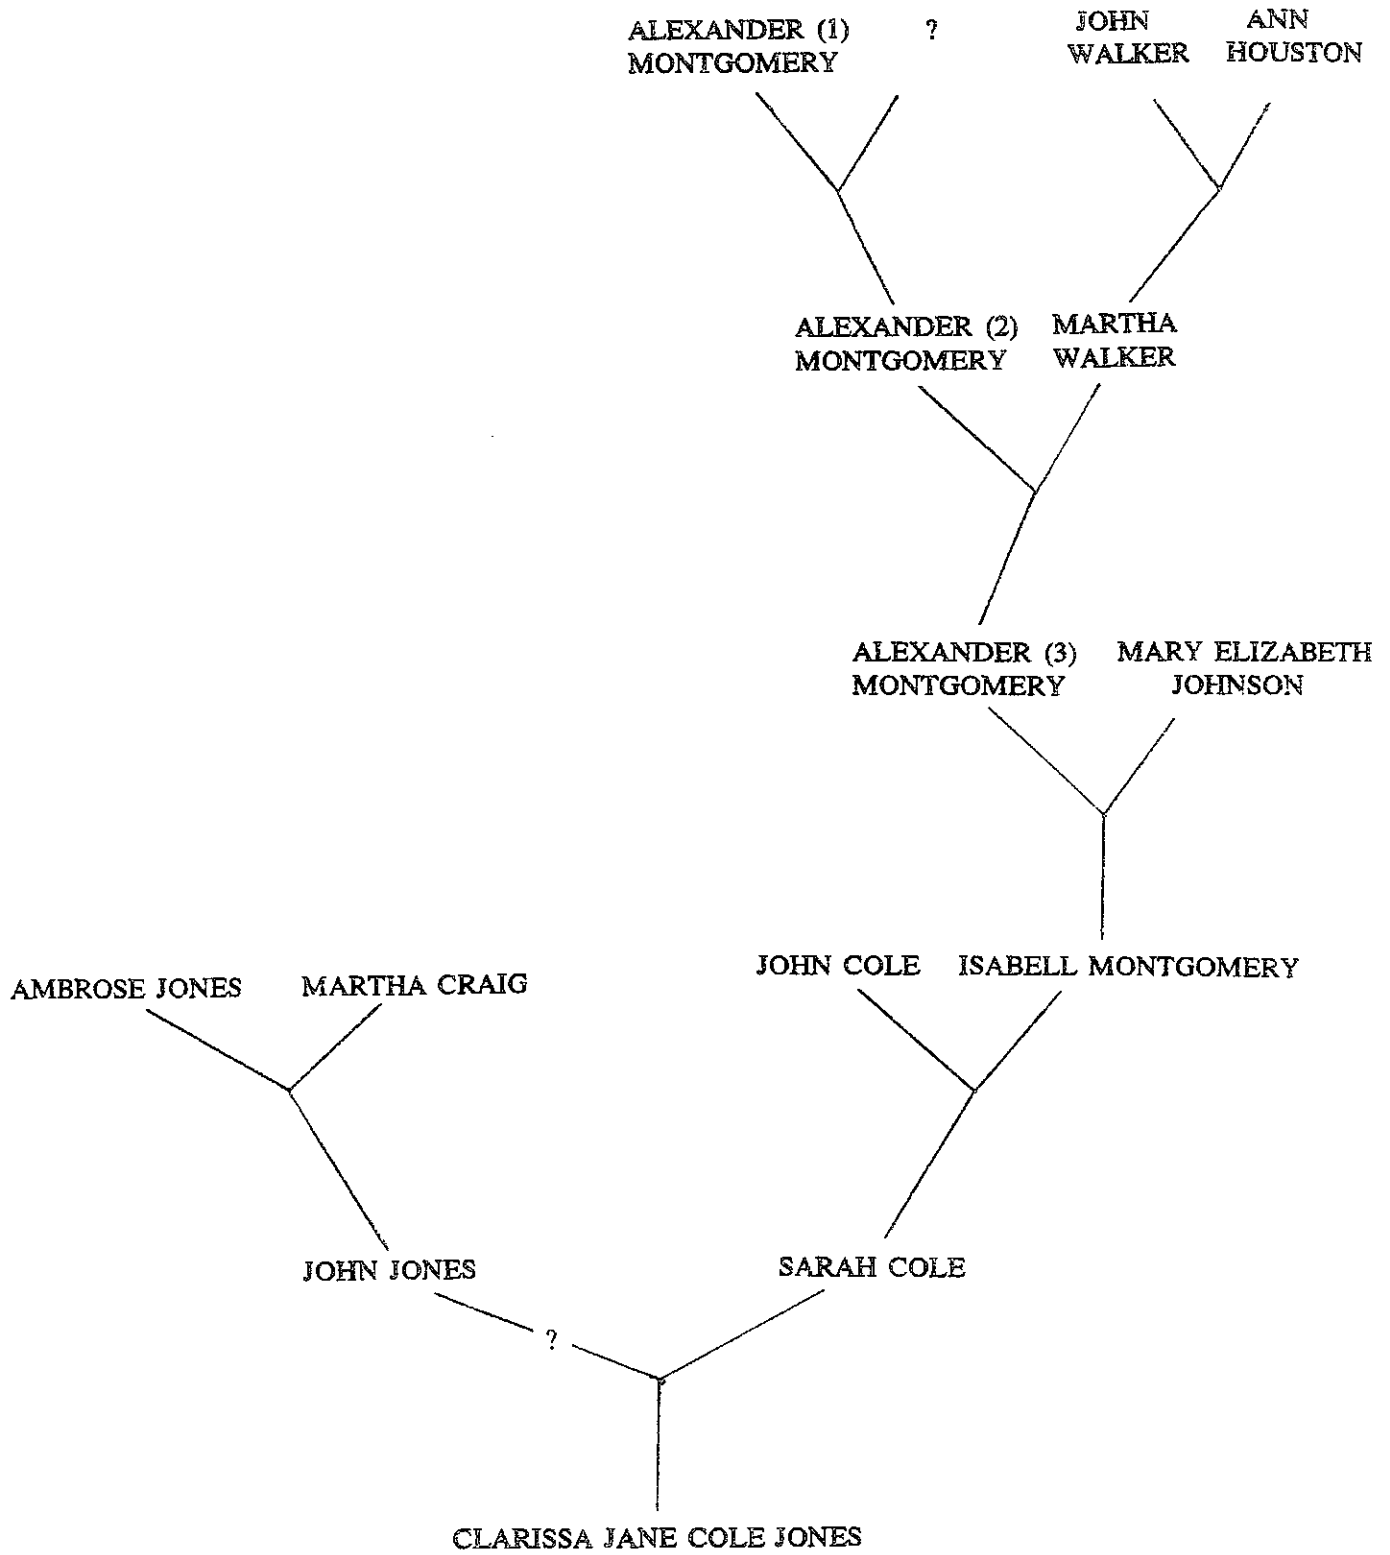 ALEXANDER (1)
MONTGOMERY
?
JOHN
WALKER
ANN
HOUSTON
ALEXANDER (2)
MONTGOMERY
MARTHA
WALKER
ALEXANDER (3)
MONTGOMERY
MARY ELIZABETH
JOHNSON
JOHN COLE
ISABELL MONTGOMERY
AMBROSE JONES
MARTHA CRAIG
JOHN JONES
SARAH COLE
?
CLARISSA JANE COLE JONES